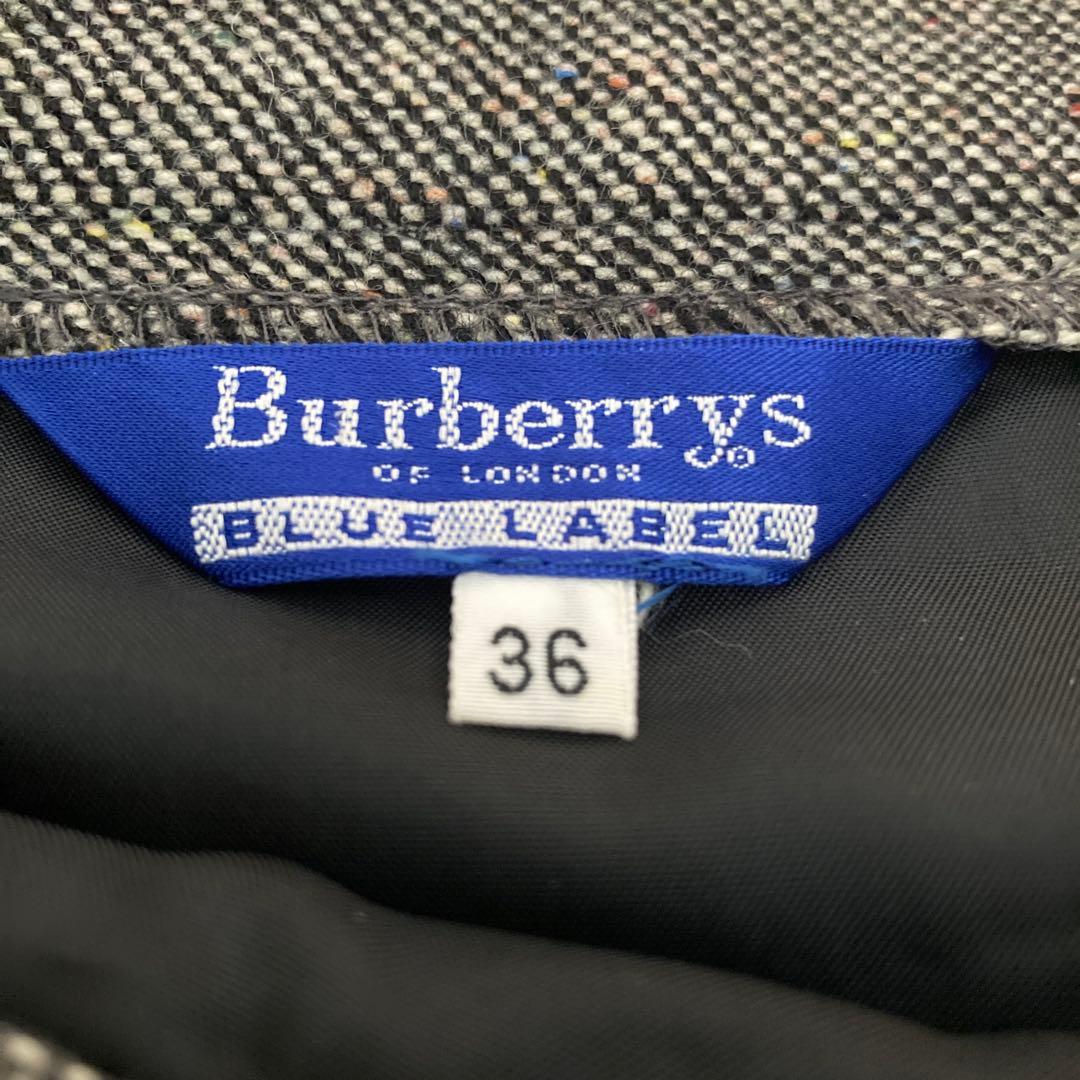 Burberrys®
OF LONDON
BLUE LABEL
36